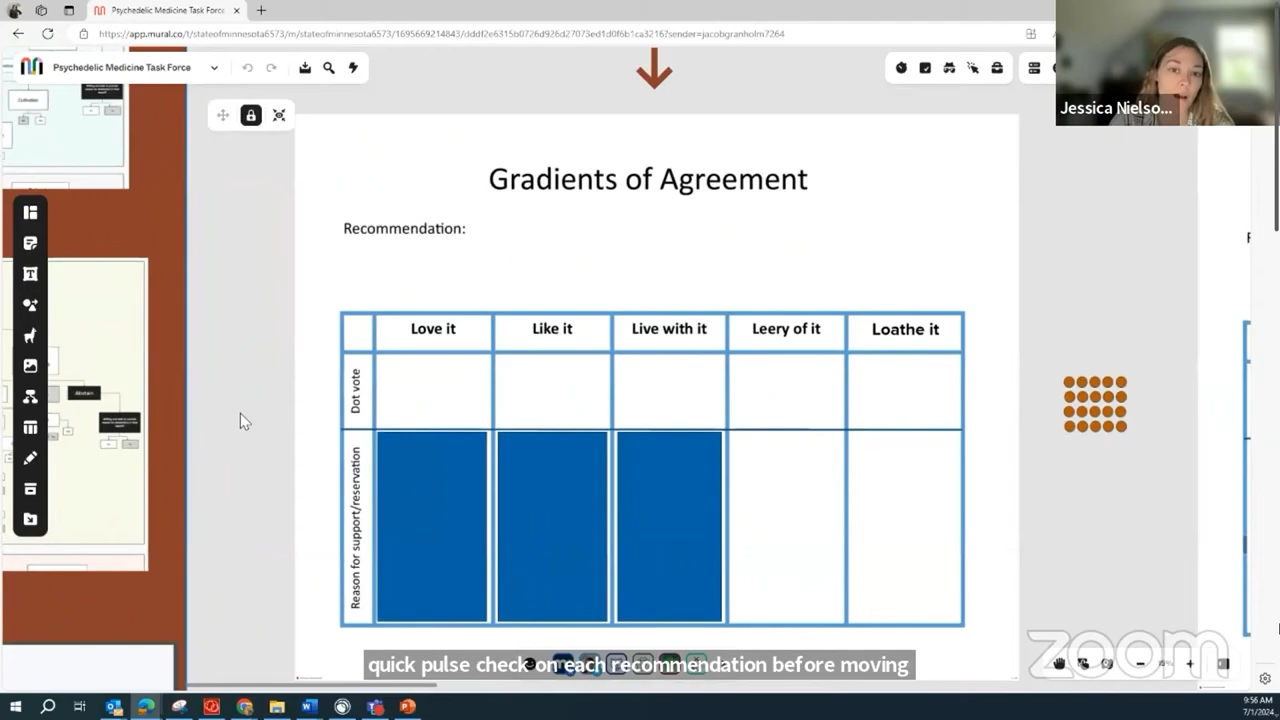 Psychedelic Medicine Task Force
https://app.mural.co/t/stateofminnesota6573/m/stateofminnesota6573/1695669214843/dddf2e6315b0726d926d27073ed1d0f6b1ca3216?sender=jacobgranholm7264
Psychedelic Medicine Task Force
Jessica Nielso...
Cultivation
Gradients of Agreement
Recommendation:
Love it
Like it
Live with it
Leery of it
Loathe it
Dot vote
Abstain
Reason for support/reservation
zoom
quick pulse check on each recommendation before moving
9:56 AM
7/1/2024